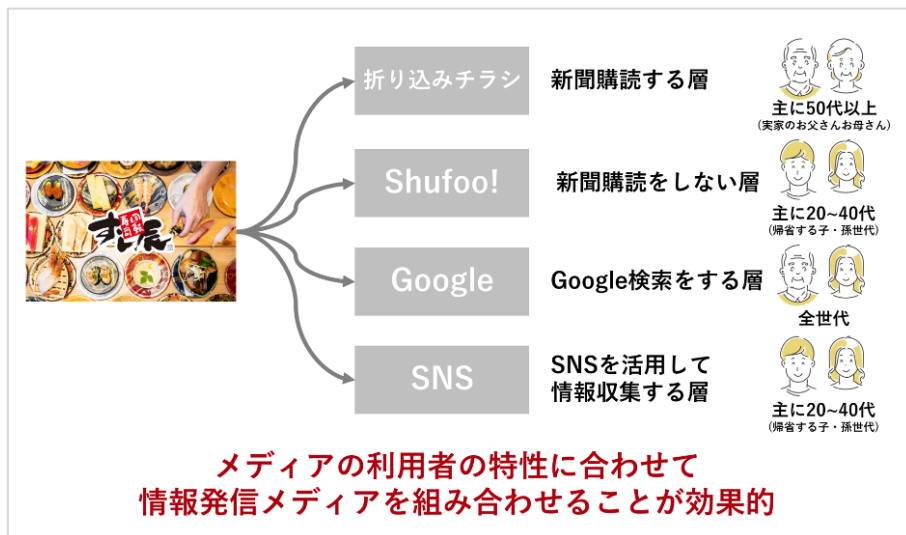 折り込みチラシ
新聞購読する層
主に50代以上
(実家のお父さんお母さん)
Shufoo!
新聞購読をしない層
主に20~40代
(帰省する子・孫世代)
回転寿司
すし辰
Google
Google検索をする層
全世代
SNS
SNSを活用して
情報収集する層
主に20~40代
(帰省する子・孫世代)
メディアの利用者の特性に合わせて
情報発信メディアを組み合わせることが効果的